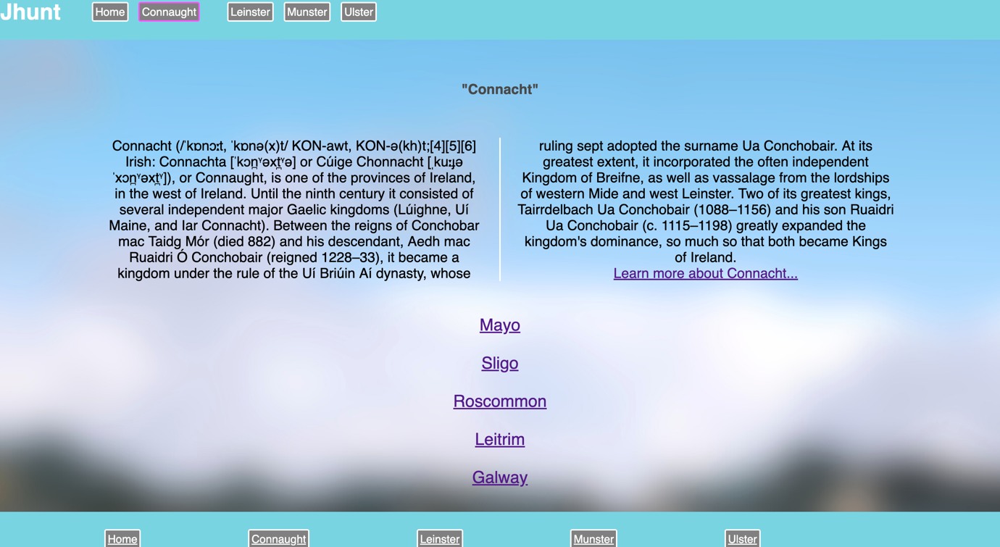 Jhunt
Home Connaught Leinster Munster Ulster
"Connacht"
Connacht (/ˈkɒnɔːt, ˈkɒnə(x)t/ KON-awt, KON-ə(kh)t;[4][5][6]
Irish: Connachta [ˈkɔn̪ˠəxt̪ˠə] or Cúige Chonnacht [ˌkuːɟə
ˈxɔn̪ˠəxt̪ˠ]), or Connaught, is one of the provinces of Ireland,
in the west of Ireland. Until the ninth century it consisted of
several independent major Gaelic kingdoms (Lúighne, Uí
Maine, and Iar Connacht). Between the reigns of Conchobar
mac Taidg Mór (died 882) and his descendant, Aedh mac
Ruaidri Ó Conchobair (reigned 1228–33), it became a
kingdom under the rule of the Uí Briúin Aí dynasty, whose
ruling sept adopted the surname Ua Conchobair. At its
greatest extent, it incorporated the often independent
Kingdom of Breifne, as well as vassalage from the lordships
of western Mide and west Leinster. Two of its greatest kings,
Tairrdelbach Ua Conchobair (1088–1156) and his son Ruaidri
Ua Conchobair (c. 1115–1198) greatly expanded the
kingdom's dominance, so much so that both became Kings
of Ireland.
Learn more about Connacht...
Mayo
Sligo
Roscommon
Leitrim
Galway
Home Connaught Leinster Munster Ulster